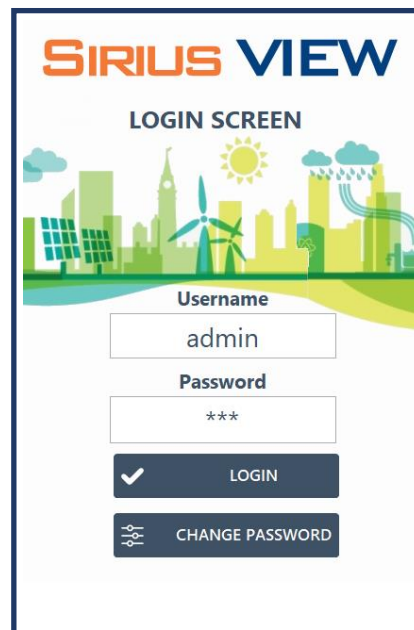 SIRIUS VIEW
LOGIN SCREEN
Username
admin
Password
***
LOGIN
CHANGE PASSWORD